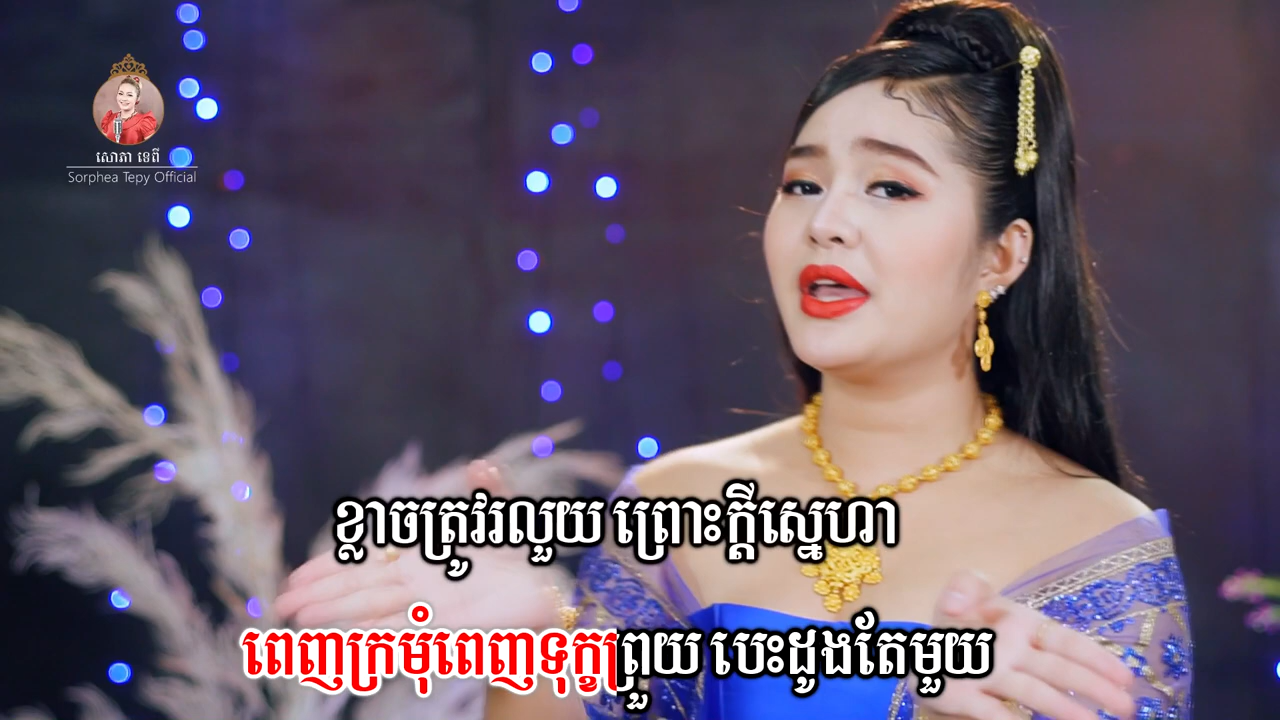 សោភា ទេពី
Sorphea Tepy Official
ខ្លាចត្រូវរលួយ ព្រោះក្ដីស្នេហា
ពេញក្រមុំពេញទុក្ខព្រួយ បេះដូងតែមួយ